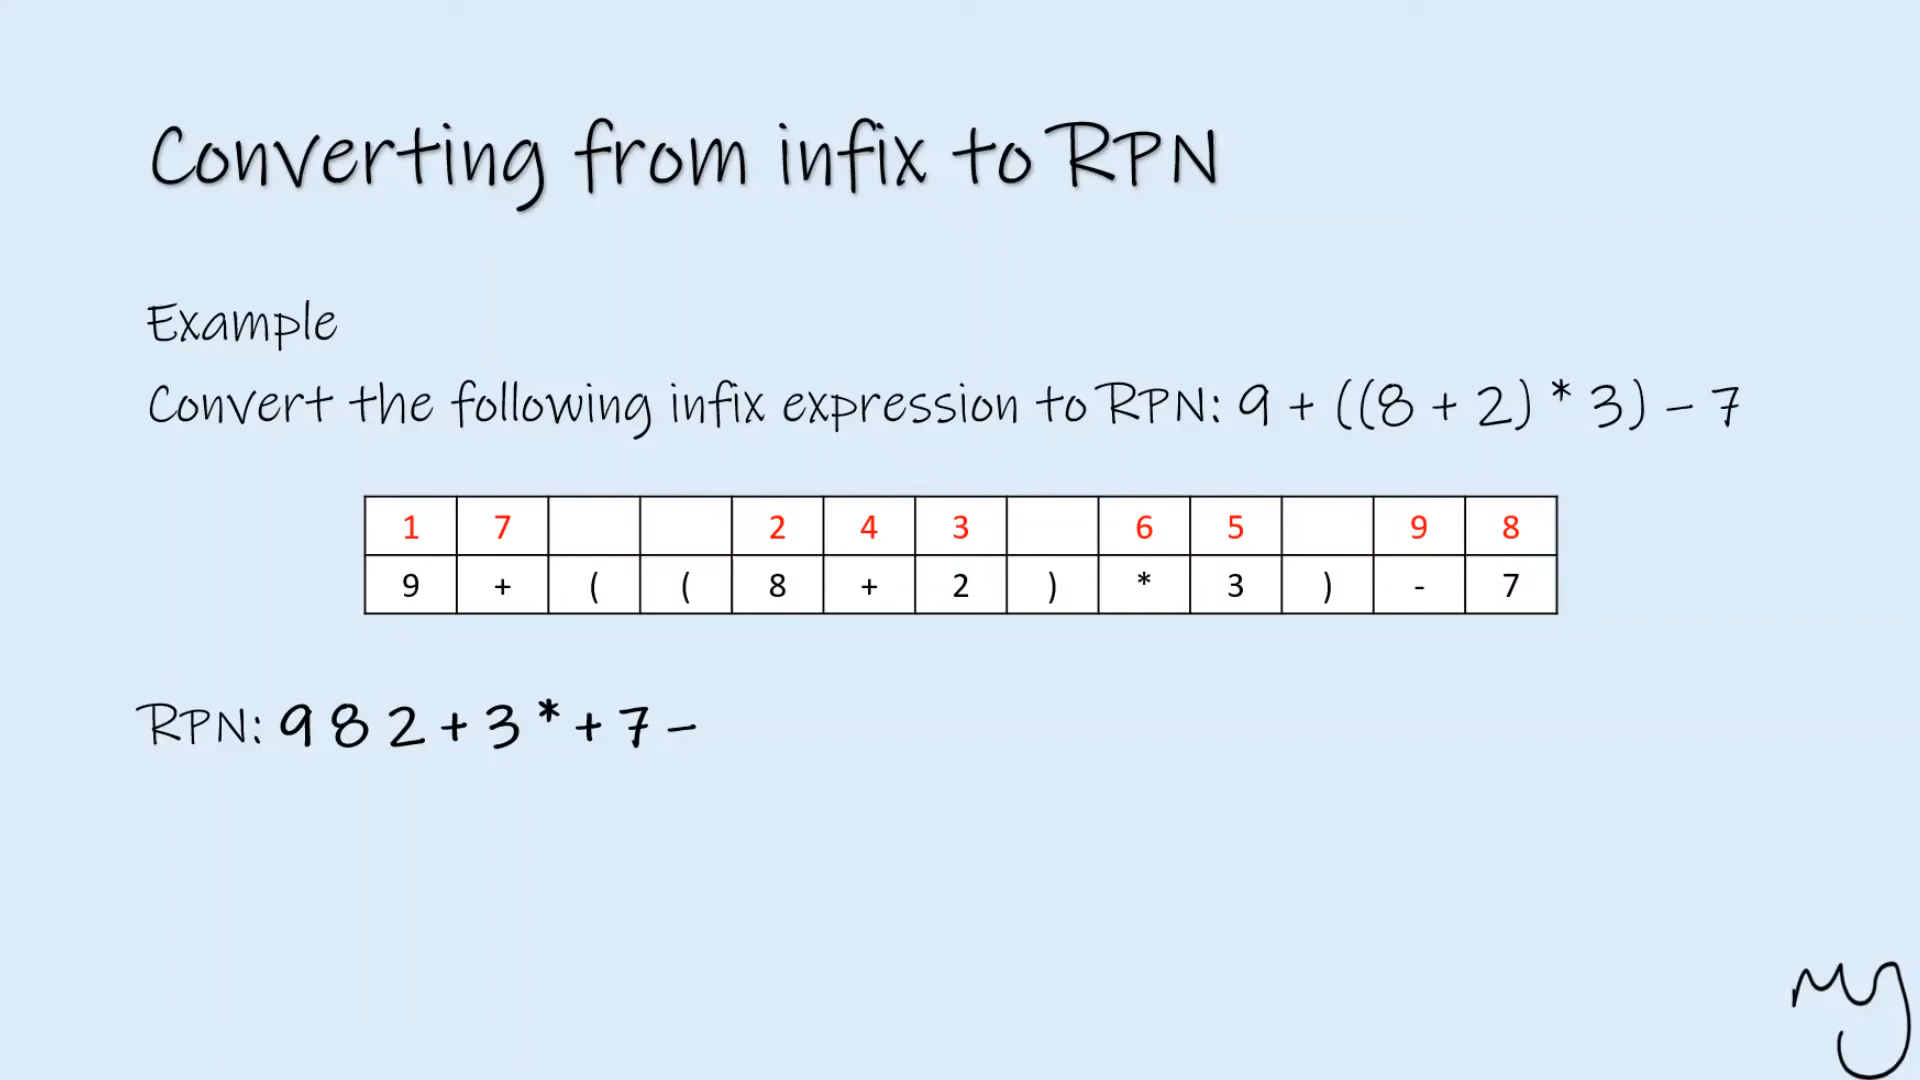 Converting from infix to RPN
Example
Convert the following infix expression to RPN: 9 + ((8 + 2) * 3) - 7
1 7 2 4 3 6 5 9 8
9 + ( ( 8 + 2 ) * 3 ) - 7
RPN: 9 8 2 + 3 * + 7 -
my